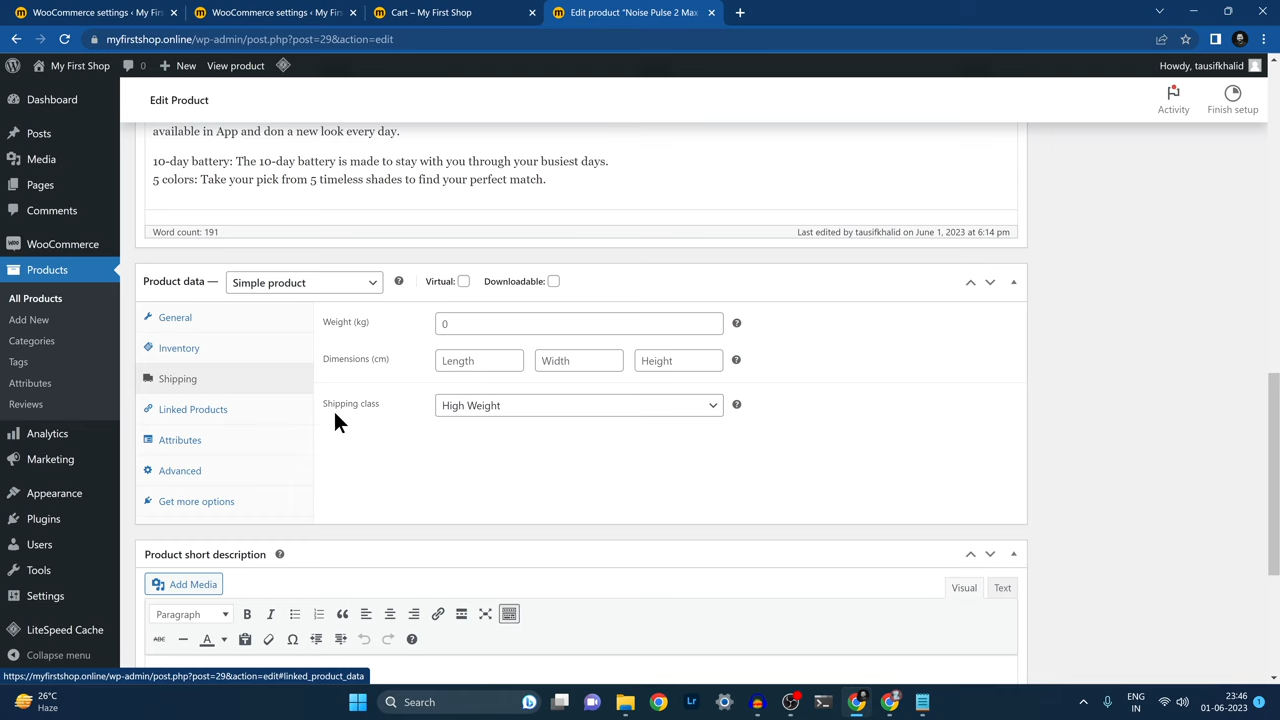 WooCommerce settings ‹ My Fi
WooCommerce settings ‹ My Fi
Cart – My First Shop
Edit product "Noise Pulse 2 Max
myfirstshop.online/wp-admin/post.php?post=29&action=edit
My First Shop
0
New
View product
Howdy, tausifkhalid
Dashboard
Posts
Media
Pages
Comments
WooCommerce
Products
All Products
Add New
Categories
Tags
Attributes
Reviews
Analytics
Marketing
Appearance
Plugins
Users
Tools
Settings
LiteSpeed Cache
Collapse menu
Edit Product
Activity
Finish setup
available in App and don a new look every day.
10-day battery: The 10-day battery is made to stay with you through your busiest days.
5 colors: Take your pick from 5 timeless shades to find your perfect match.
Word count: 191
Last edited by tausifkhalid on June 1, 2023 at 6:14 pm
Product data —
Simple product
Virtual:
Downloadable:
General
Inventory
Shipping
Linked Products
Attributes
Advanced
Get more options
Weight (kg)
0
Dimensions (cm)
Length
Width
Height
Shipping class
High Weight
Product short description
Add Media
Visual
Text
Paragraph
B
I
ABC
A
Ω
https://myfirstshop.online/wp-admin/post.php?post=29&action=edit#linked_product_data
26°C
Haze
Search
Lr
ENG
IN
23:46
01-06-2023
1